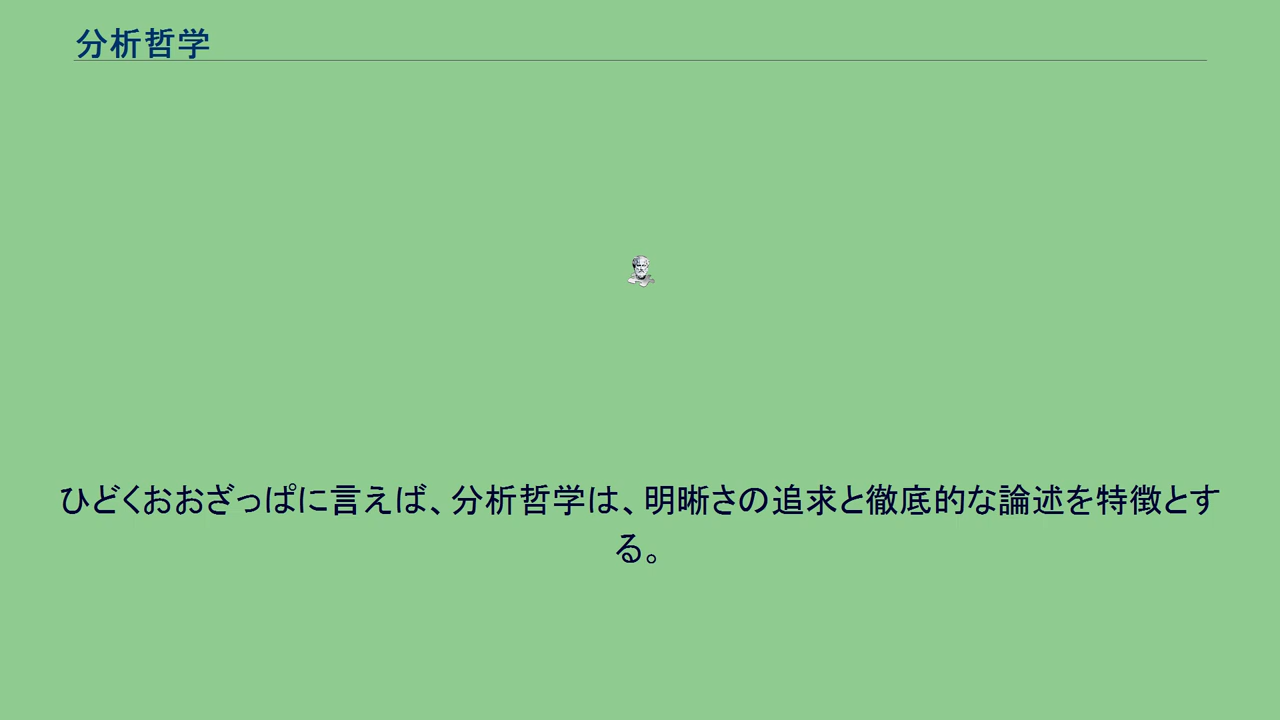 分析哲学
ひどくおおざっぱに言えば、分析哲学は、明晰さの追求と徹底的な論述を特徴とす
る。